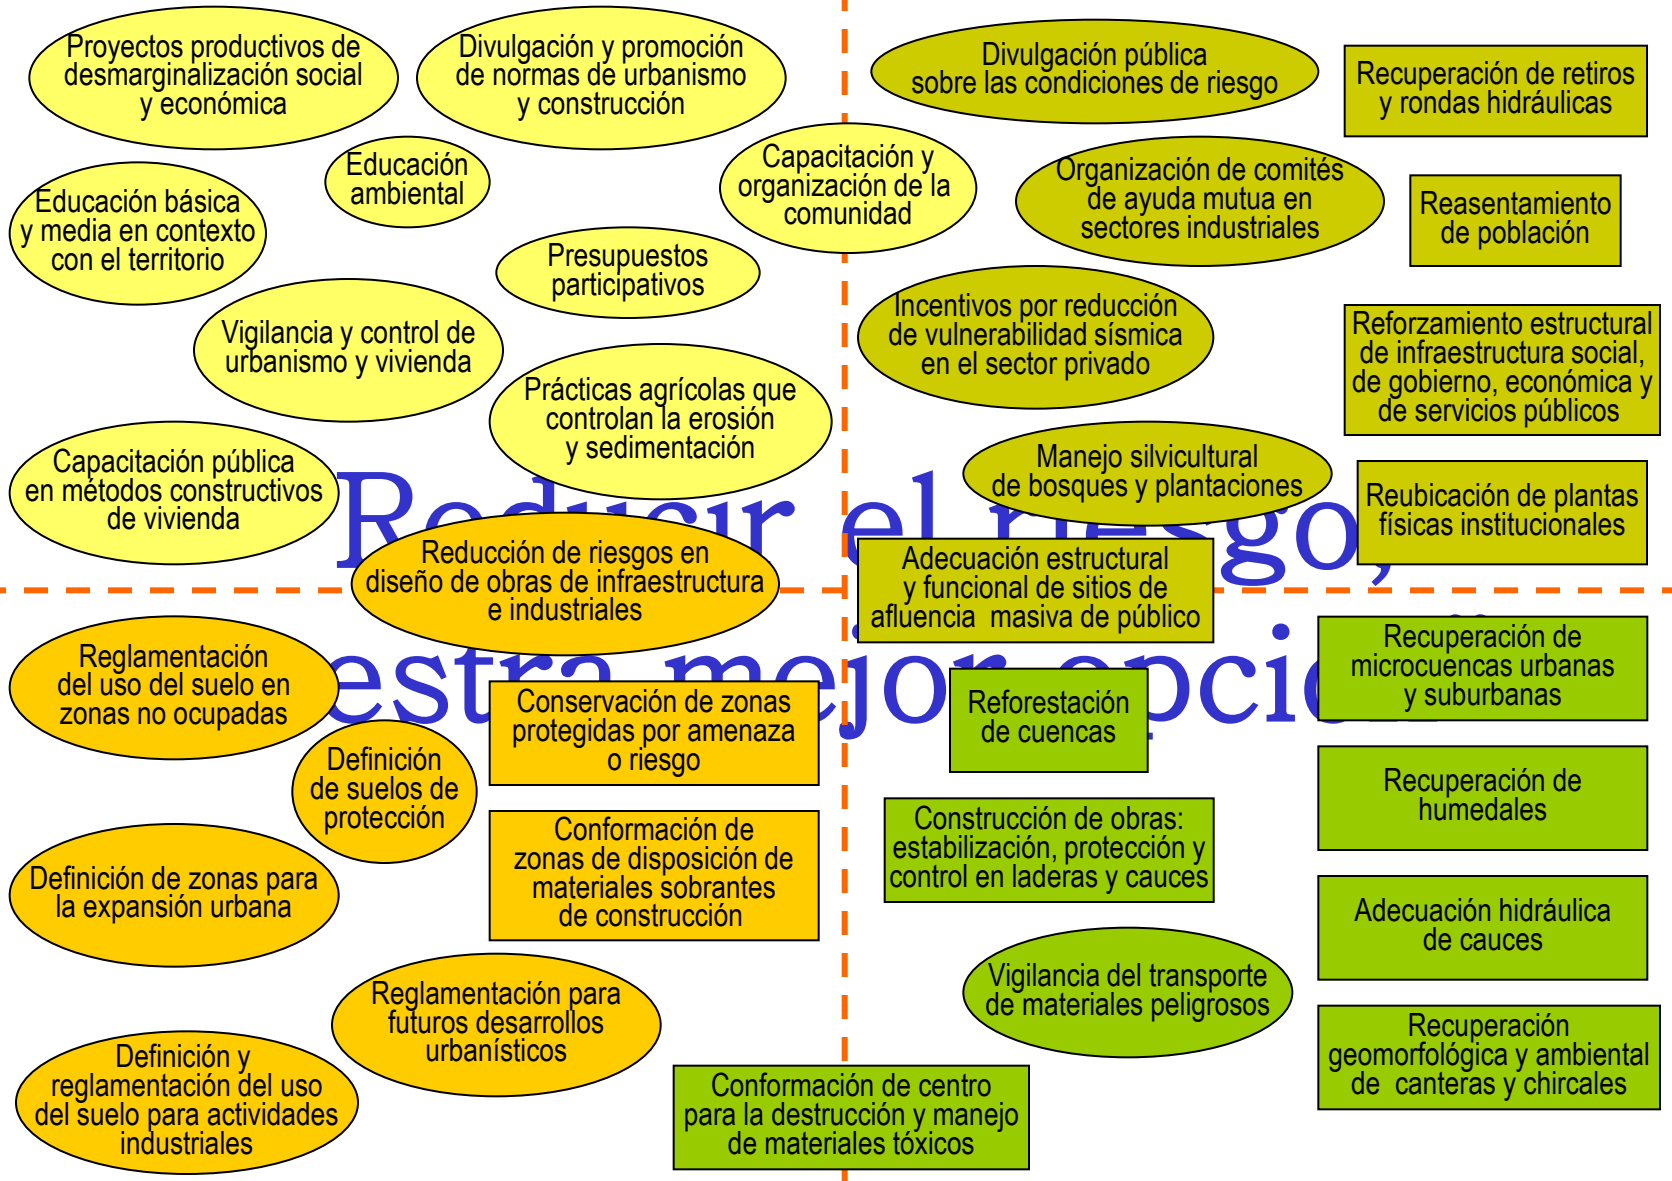 Proyectos productivos de
desmarginalización social
y económica
Divulgación y promoción
de normas de urbanismo
y construcción
Educación
ambiental
Educación básica
y media en contexto
con el territorio
Capacitación y
organización de la
comunidad
Presupuestos
participativos
Vigilancia y control de
urbanismo y vivienda
Prácticas agrícolas que
controlan la erosión
y sedimentación
Capacitación pública
en métodos constructivos
de vivienda
Divulgación pública
sobre las condiciones de riesgo
Recuperación de retiros
y rondas hidráulicas
Organización de comités
de ayuda mutua en
sectores industriales
Reasentamiento
de población
Incentivos por reducción
de vulnerabilidad sísmica
en el sector privado
Reforzamiento estructural
de infraestructura social,
de gobierno, económica y
de servicios públicos
Manejo silvicultural
de bosques y plantaciones
Reubicación de plantas
físicas institucionales
Adecuación estructural
y funcional de sitios de
afluencia masiva de público
Reducir el riesgo,
mejor
Reducción de riesgos en
diseño de obras de infraestructura
e industriales
Reglamentación
del uso del suelo en
zonas no ocupadas
Conservación de zonas
protegidas por amenaza
o riesgo
Definición
de suelos de
protección
Conformación de
zonas de disposición de
materiales sobrantes
de construcción
Definición de zonas para
la expansión urbana
Reglamentación para
futuros desarrollos
urbanísticos
Definición y
reglamentación del uso
del suelo para actividades
industriales
Recuperación de
microcuencas urbanas
y suburbanas
Reforestación
de cuencas
Recuperación de
humedales
Construcción de obras:
estabilización, protección y
control en laderas y cauces
Adecuación hidráulica
de cauces
Vigilancia del transporte
de materiales peligrosos
Recuperación
geomorfológica y ambiental
de canteras y chircales
Conformación de centro
para la destrucción y manejo
de materiales tóxicos